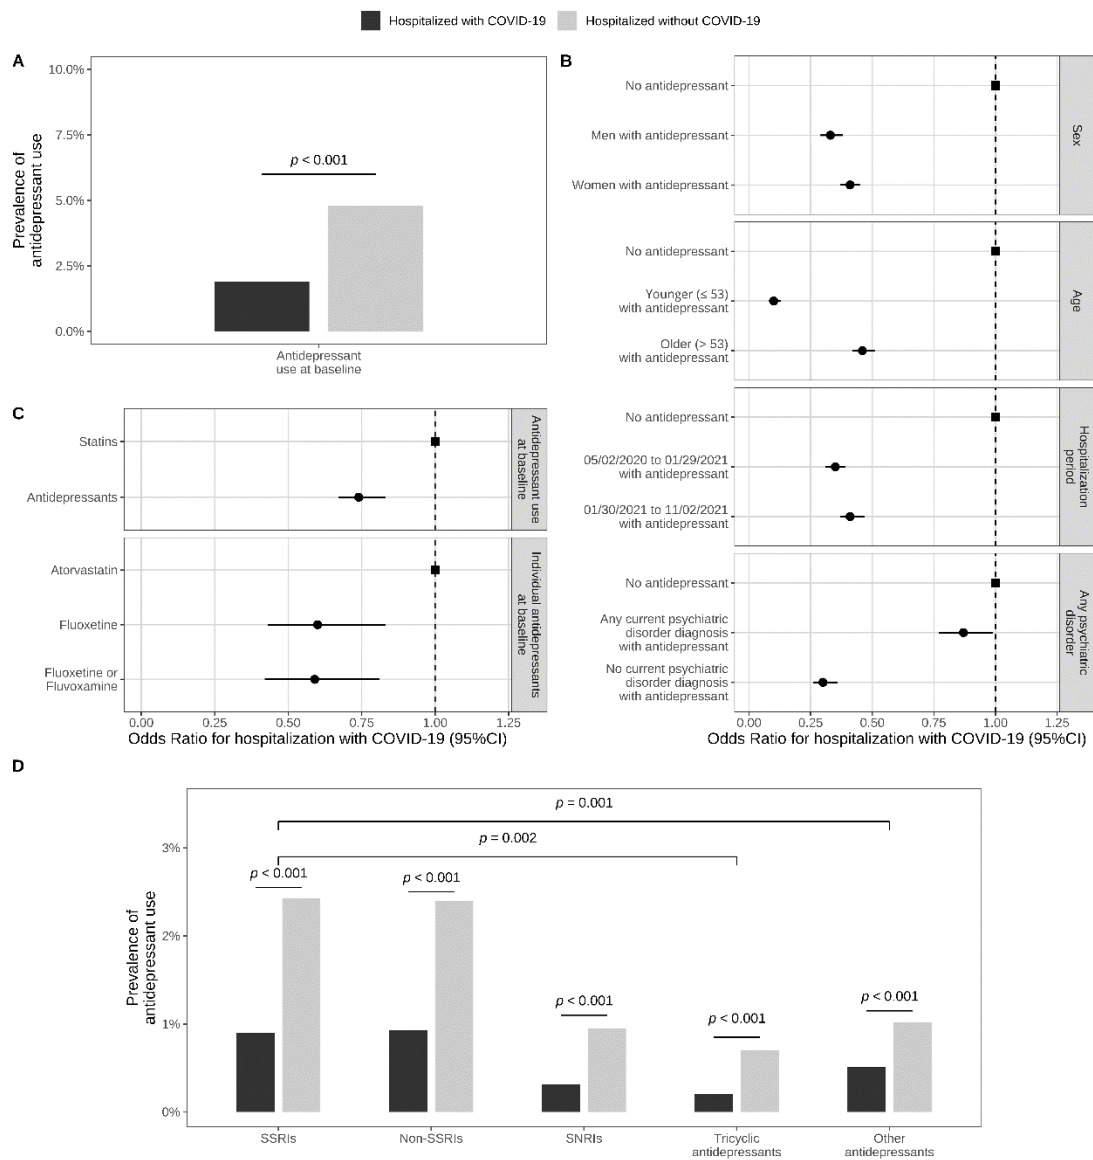 Hospitalized with COVID-19
Hospitalized without COVID-19
A
Prevalence of
antidepressant use
10.0%
7.5%
5.0%
2.5%
0.0%
p < 0.001
Antidepressant
use at baseline
B
No antidepressant
Men with antidepressant
Women with antidepressant
Sex
No antidepressant
Younger (≤ 53)
with antidepressant
Older (> 53)
with antidepressant
Age
No antidepressant
05/02/2020 to 01/29/2021
with antidepressant
01/30/2021 to 11/02/2021
with antidepressant
Hospitalization
period
No antidepressant
Any current psychiatric
disorder diagnosis
with antidepressant
No current psychiatric
disorder diagnosis
with antidepressant
Any psychiatric
disorder
0.00 0.25 0.50 0.75 1.00 1.25
Odds Ratio for hospitalization with COVID-19 (95%CI)
C
Statins
Antidepressants
Antidepressant use
at baseline
Atorvastatin
Fluoxetine
Fluoxetine or
Fluvoxamine
Individual antidepressants
at baseline
0.00 0.25 0.50 0.75 1.00 1.25
Odds Ratio for hospitalization with COVID-19 (95%CI)
D
Prevalence of
antidepressant use
3%
2%
1%
0%
p = 0.001
p = 0.002
p < 0.001
p < 0.001
p < 0.001
p < 0.001
p < 0.001
SSRIs
Non-SSRIs
SNRIs
Tricyclic
antidepressants
Other
antidepressants